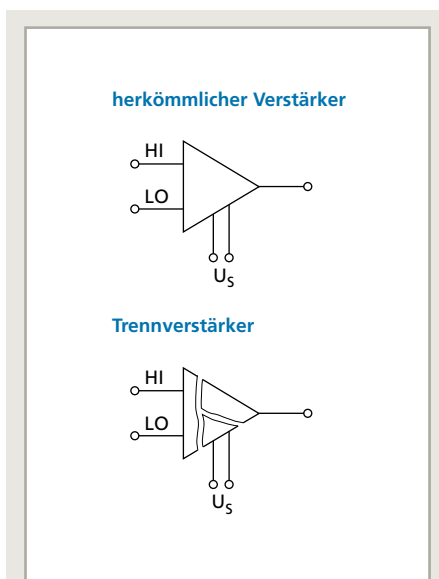 herkömmlicher Verstärker
HI
LO
US
Trennverstärker
HI
LO
US